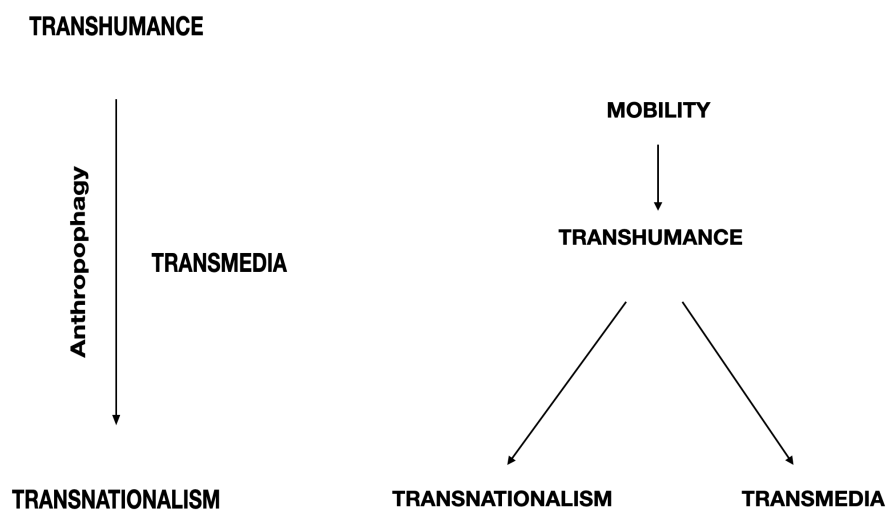 TRANSHUMANCE
Anthropophagy
TRANSMEDIA
TRANSNATIONALISM
MOBILITY
TRANSHUMANCE
TRANSNATIONALISM
TRANSMEDIA